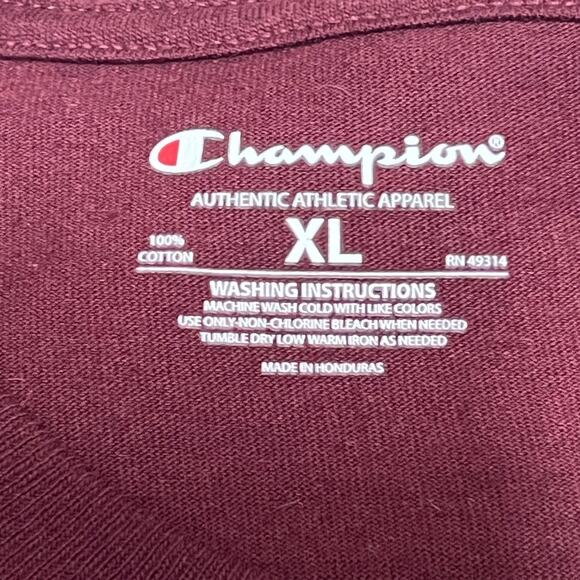 Champion®
AUTHENTIC ATHLETIC APPAREL
100%
COTTON
XL
RN 49314
WASHING INSTRUCTIONS
MACHINE WASH COLD WITH LIKE COLORS
USE ONLY-NON-CHLORINE BLEACH WHEN NEEDED
TUMBLE DRY LOW WARM IRON AS NEEDED
MADE IN HONDURAS